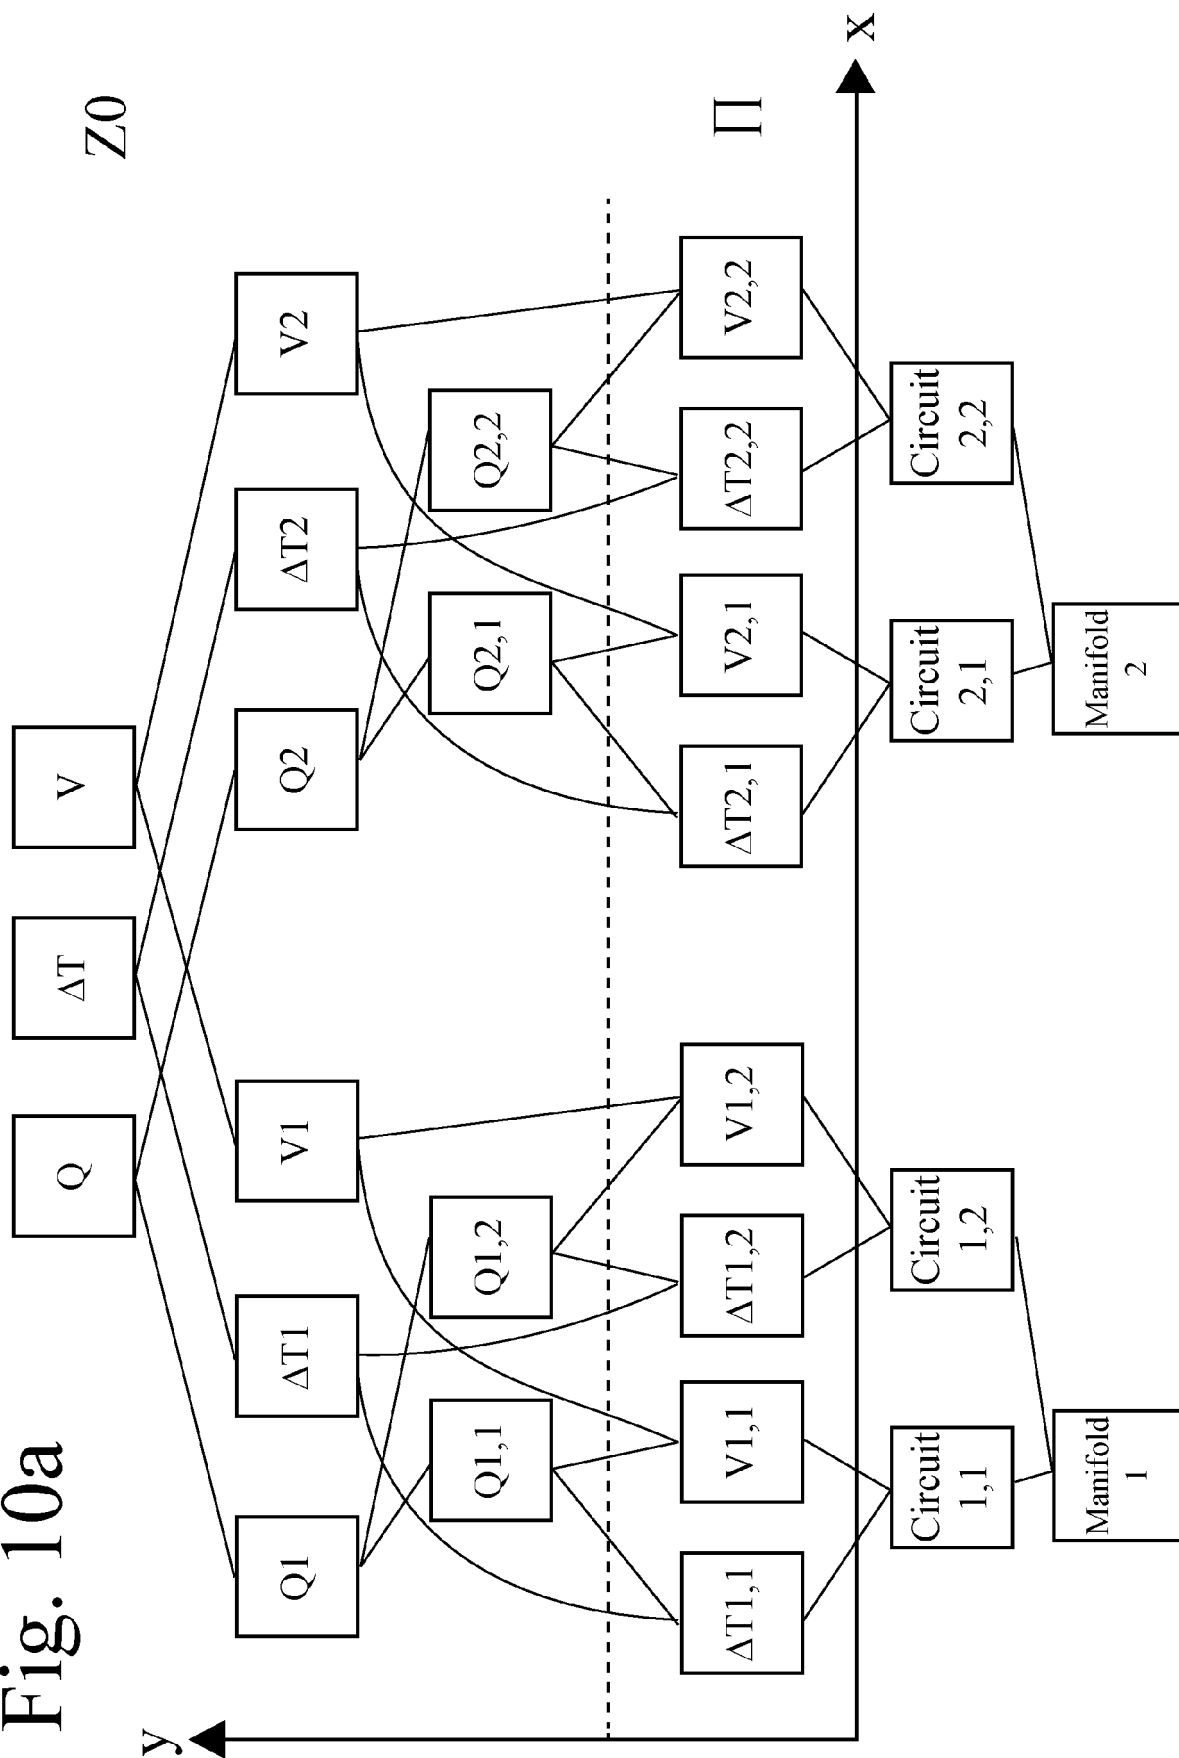 Fig. 10a
y
Z0
Q
ΔT
V
Q1
ΔT1
V1
Q2
ΔT2
V2
Q1,1
Q1,2
Q2,1
Q2,2
Π
ΔT1,1
V1,1
ΔT1,2
V1,2
ΔT2,1
V2,1
ΔT2,2
V2,2
x
Circuit
1,1
Circuit
1,2
Circuit
2,1
Circuit
2,2
Manifold
1
Manifold
2